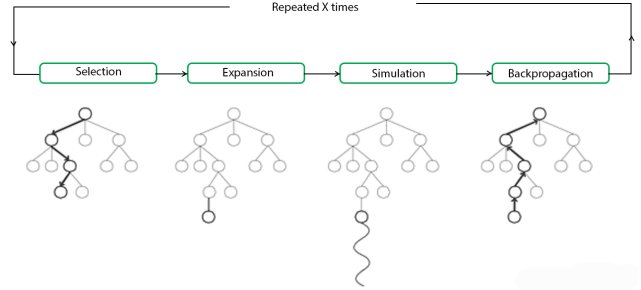 Repeated X times
Selection
Expansion
Simulation
Backpropagation